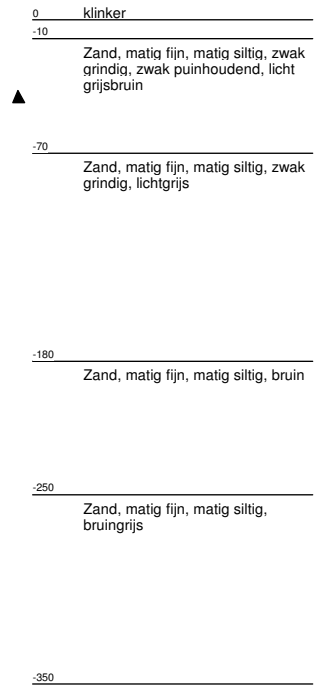 0 klinker
-10
Zand, matig fijn, matig siltig, zwak
grindig, zwak puinhoudend, licht
grijsbruin
-70
Zand, matig fijn, matig siltig, zwak
grindig, lichtgrijs
-180
Zand, matig fijn, matig siltig, bruin
-250
Zand, matig fijn, matig siltig,
bruingrijs
-350